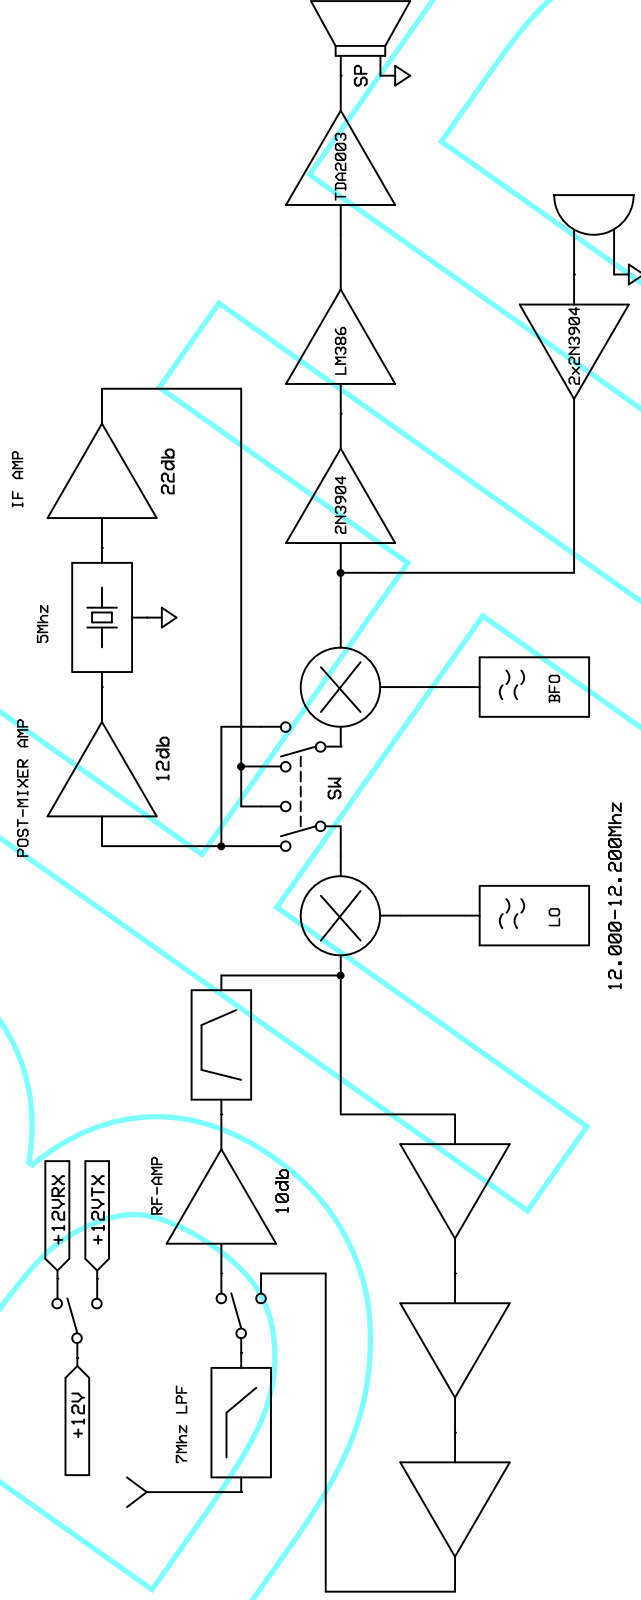 SP
TDA2003
LM386
2N3904
2x2N3904
IF AMP
22db
5Mhz
POST-MIXER AMP
12db
SW
BFO
LO
12.000-12.200Mhz
RF-AMP
10db
+12VRX
+12VTX
+12V
7Mhz LPF